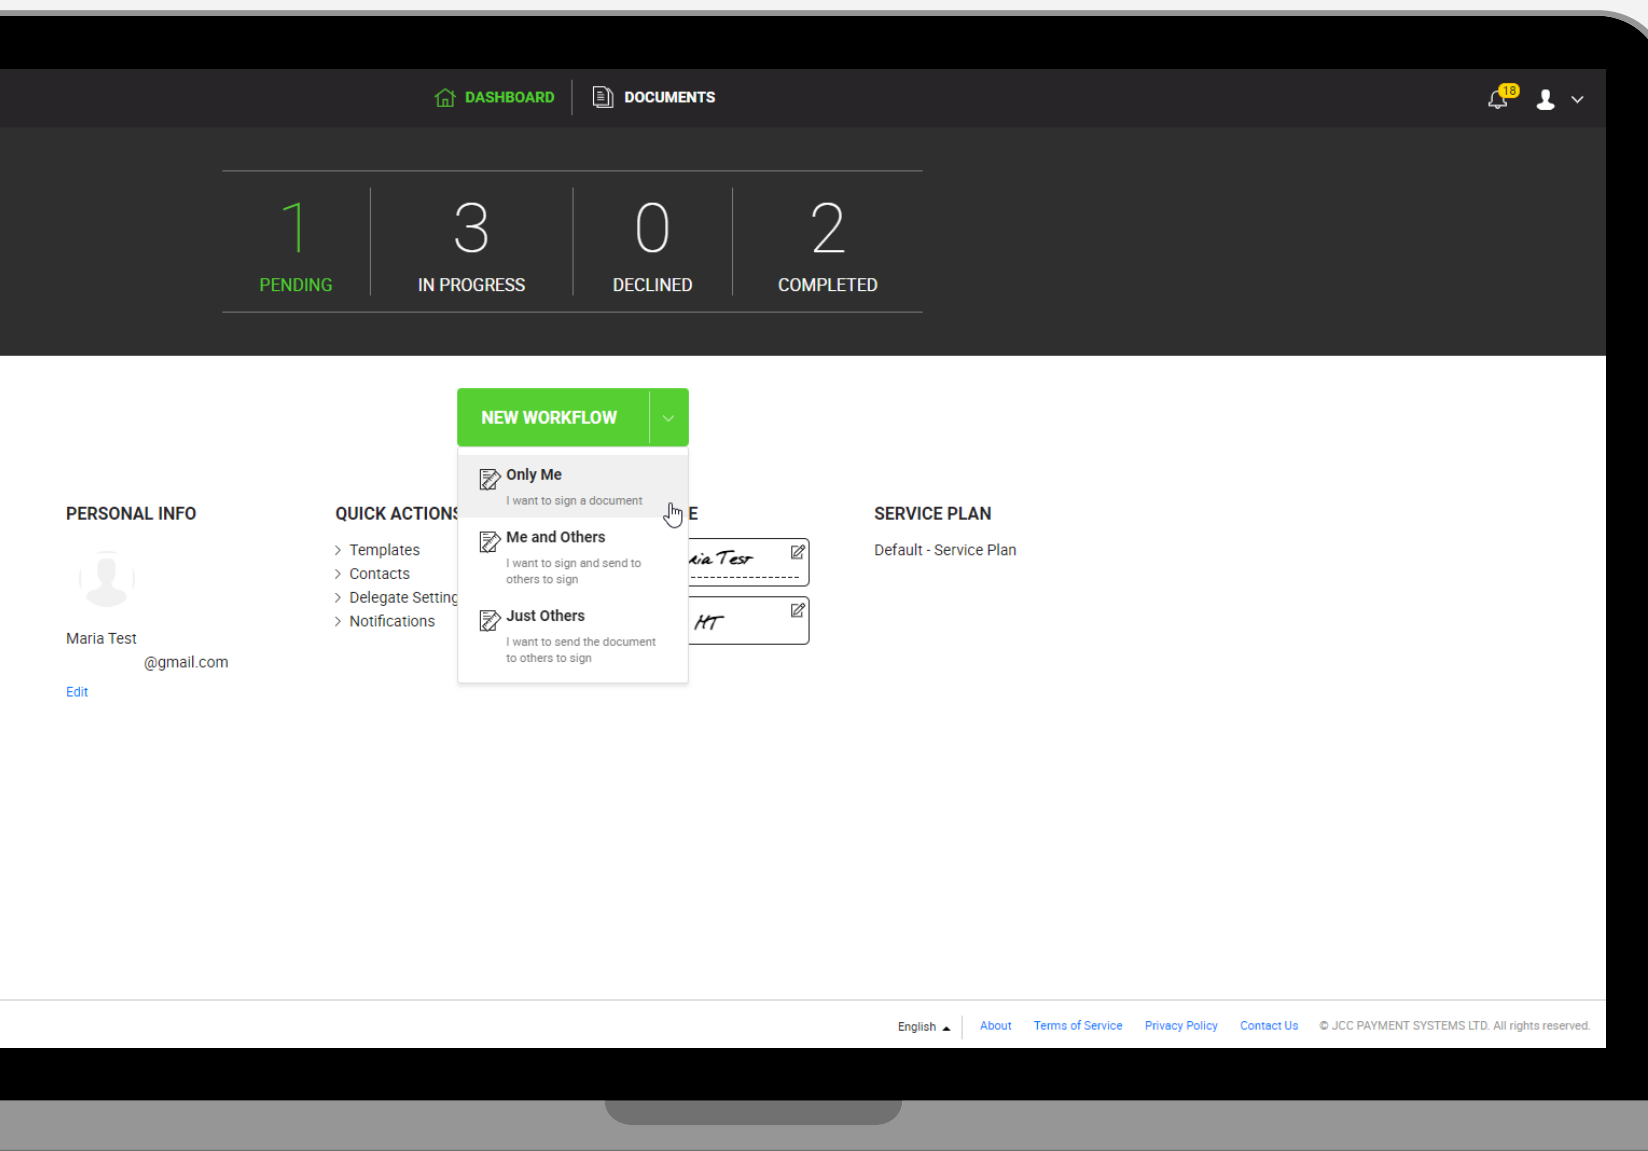 DASHBOARD
DOCUMENTS
18
1
3
0
2
PENDING
IN PROGRESS
DECLINED
COMPLETED
NEW WORKFLOW
Only Me
I want to sign a document
Me and Others
I want to sign and send to
others to sign
Just Others
I want to send the document
to others to sign
PERSONAL INFO
Maria Test
@gmail.com
Edit
QUICK ACTIONS
> Templates
> Contacts
> Delegate Setting
> Notifications
E
Test
MT
SERVICE PLAN
Default - Service Plan
English
About
Terms of Service
Privacy Policy
Contact Us
© JCC PAYMENT SYSTEMS LTD. All rights reserved.